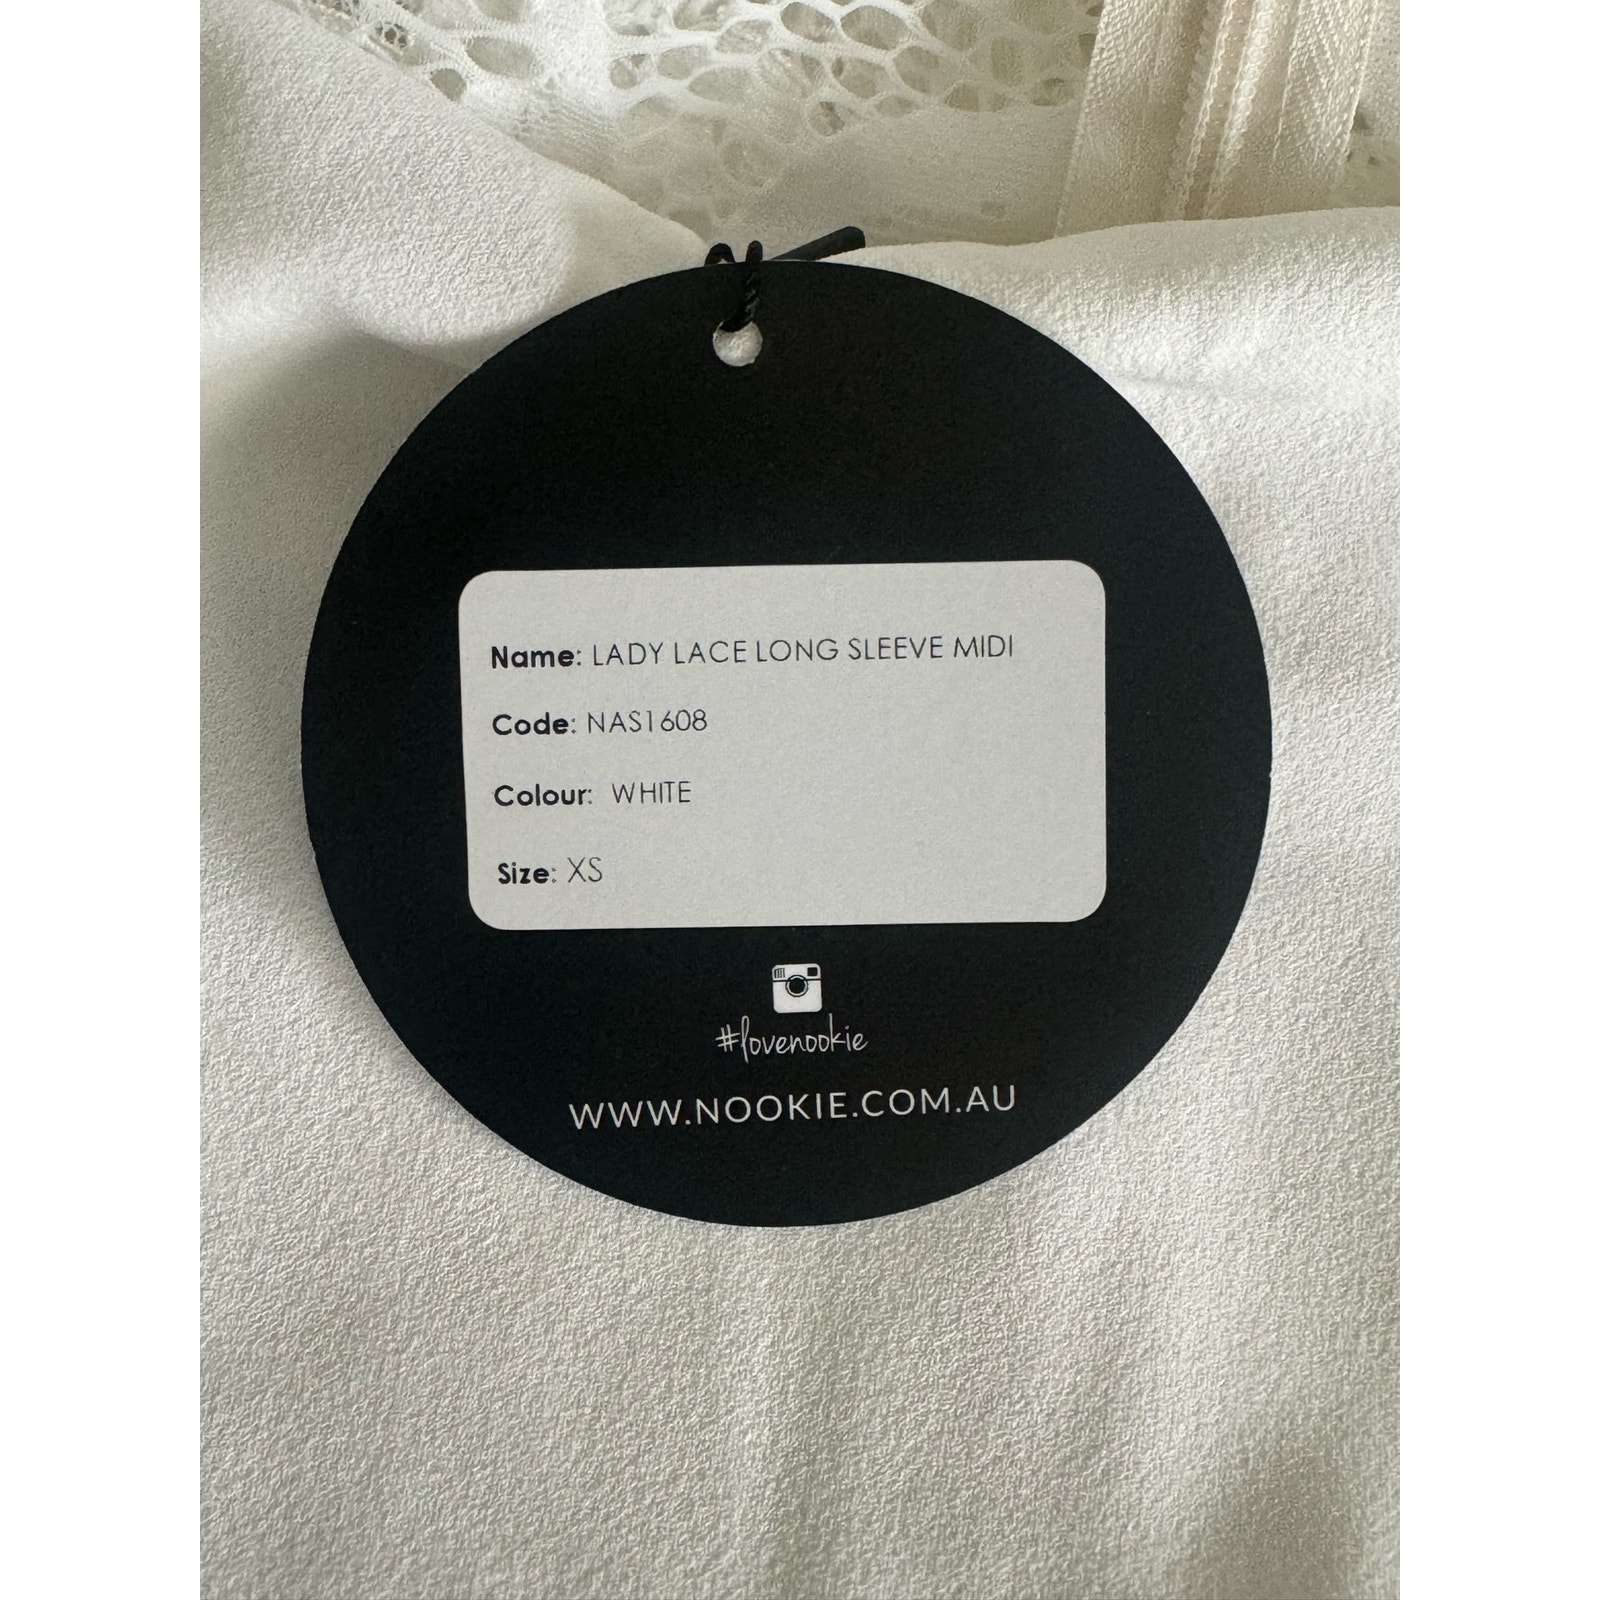 Name: LADY LACE LONG SLEEVE MIDI
Code: NAS1608
Colour: WHITE
Size: XS
#lovenookie
WWW.NOOKIE.COM.AU